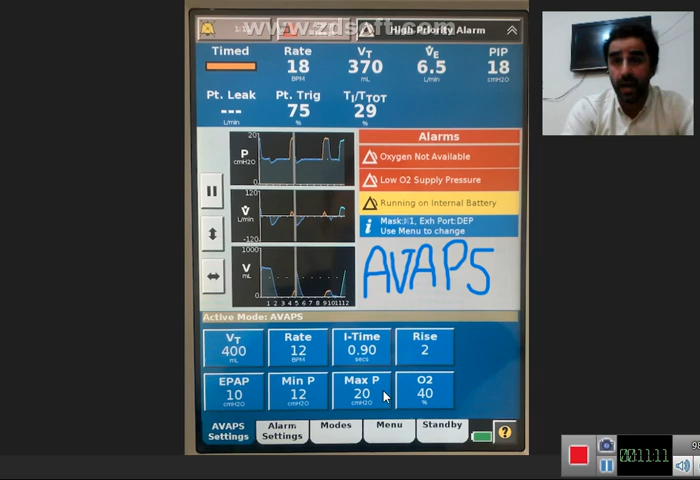 www.zdsoft.com
High Priority Alarm
Timed Rate VT V̇E PIP
18 370 6.5 18
BPM mL L/min cmH2O
Pt. Leak Pt. Trig TI/TTOT
--- 75 29
L/min % %
20
P
cmH2O
0
120
V̇
L/min
-120
1000
V
mL
0
1 2 3 4 5 6 7 8 9 10 11 12
Alarms
Oxygen Not Available
Low O2 Supply Pressure
Running on Internal Battery
i
Exh Port:DEP
Use Menu to change
AVAPS
Active Mode: AVAPS
VT Rate I-Time Rise
400 12 0.90 2
mL BPM secs
EPAP Min P Max P O2
10 12 20 40
cmH2O cmH2O cmH2O %
AVAPS Settings
Alarm Settings
Modes
Menu
Standby
?
98